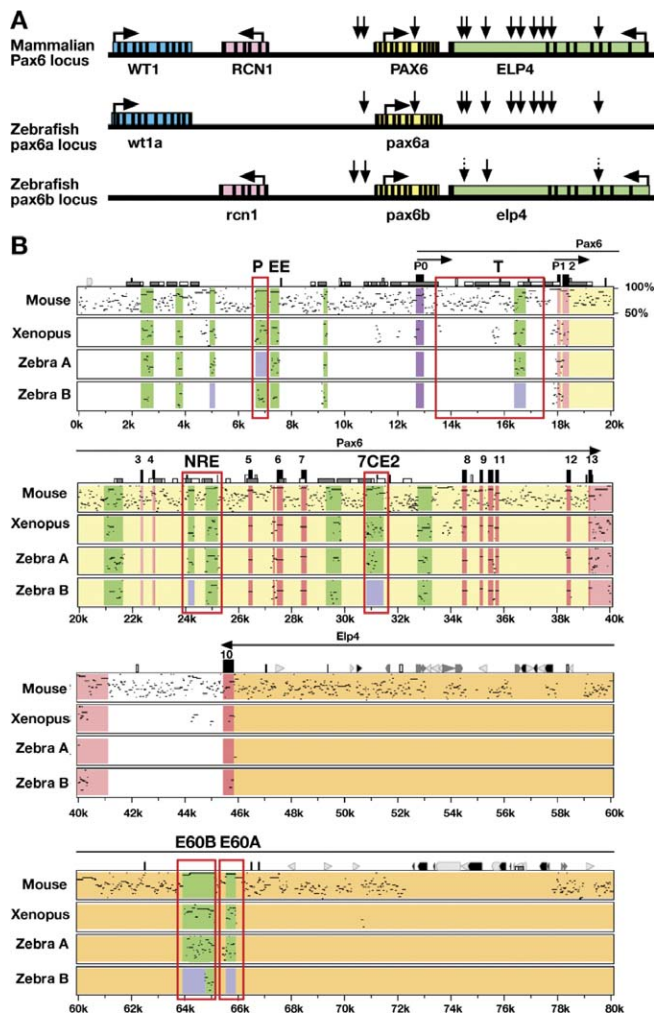 A
Mammalian
Pax6 locus
WT1 RCN1 PAX6 ELP4
Zebrafish
pax6a locus
wt1a pax6a
Zebrafish
pax6b locus
rcn1 pax6b elp4
B
Pax6
P EE P0 T P1 2
Mouse 100%
50%
Xenopus
Zebra A
Zebra B
0k 2k 4k 6k 8k 10k 12k 14k 16k 18k 20k
Pax6
3 4 NRE 5 6 7 7CE2 8 9 11 12 13
Mouse
Xenopus
Zebra A
Zebra B
20k 22k 24k 26k 28k 30k 32k 34k 36k 38k 40k
Elp4
10
Mouse
Xenopus
Zebra A
Zebra B
40k 42k 44k 46k 48k 50k 52k 54k 56k 58k 60k
E60B E60A
Mouse
Xenopus
Zebra A
Zebra B
60k 62k 64k 66k 68k 70k 72k 74k 76k 78k 80k